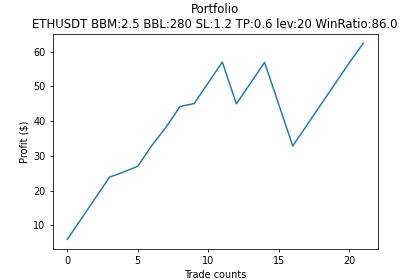 Portfolio
ETHUSDT BBM:2.5 BBL:280 SL:1.2 TP:0.6 lev:20 WinRatio:86.0
60
50
40
30
20
10
Profit ($)
0 5 10 15 20
Trade counts